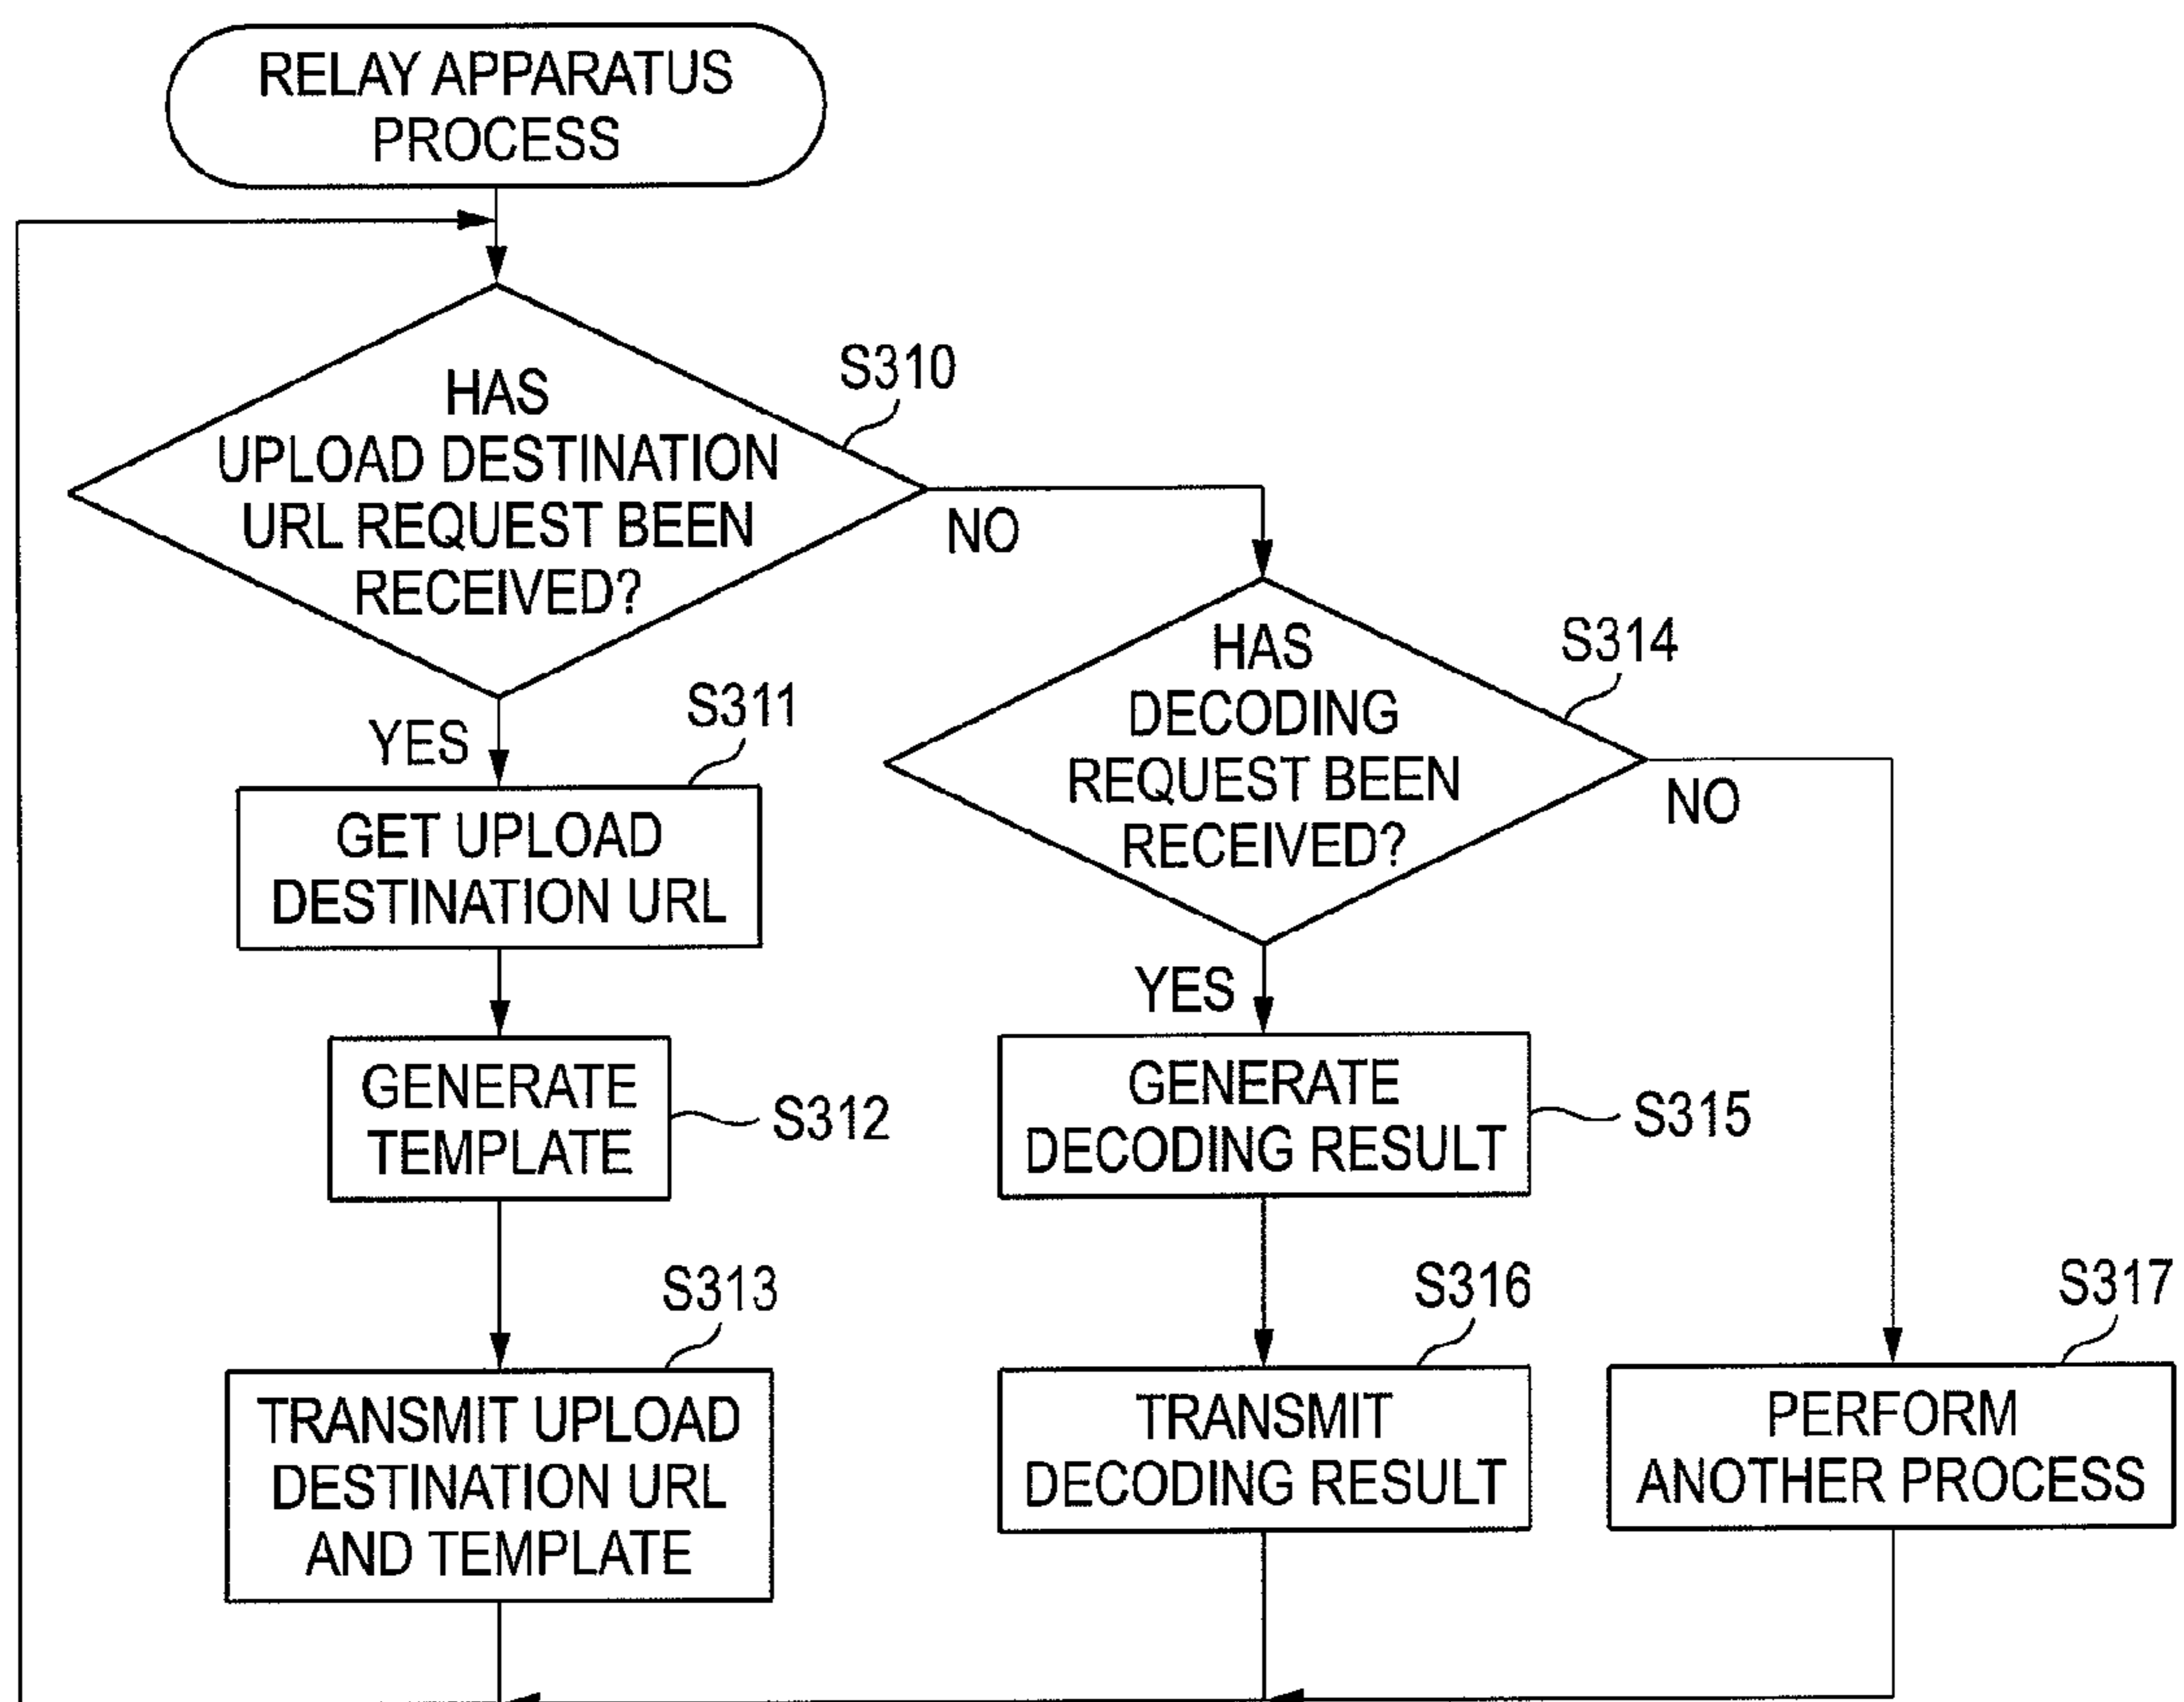 RELAY APPARATUS
PROCESS
S310
HAS
UPLOAD DESTINATION
URL REQUEST BEEN
RECEIVED?
NO
YES
S311
GET UPLOAD
DESTINATION URL
GENERATE
TEMPLATE
S312
S313
TRANSMIT UPLOAD
DESTINATION URL
AND TEMPLATE
S314
HAS
DECODING
REQUEST BEEN
RECEIVED?
NO
YES
GENERATE
DECODING RESULT
S315
S316
TRANSMIT
DECODING RESULT
S317
PERFORM
ANOTHER PROCESS